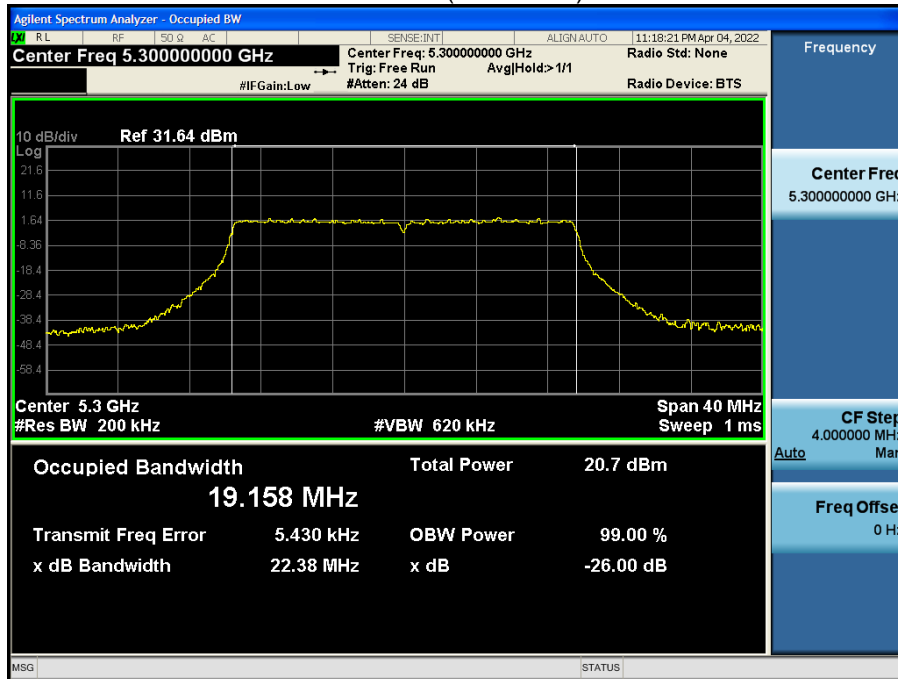 Agilent Spectrum Analyzer - Occupied BW
LXI RL RF 50 Ω AC SENSE:INT ALIGN AUTO 11:18:21 PM Apr 04, 2022
Center Freq 5.300000000 GHz Center Freq: 5.300000000 GHz Radio Std: None
Trig: Free Run Avg|Hold:> 1/1
#IFGain:Low #Atten: 24 dB Radio Device: BTS
10 dB/div Ref 31.64 dBm
Log
21.6
11.6
1.64
-8.36
-18.4
-28.4
-38.4
-48.4
-58.4
Center 5.3 GHz Span 40 MHz
#Res BW 200 kHz #VBW 620 kHz Sweep 1 ms
Occupied Bandwidth Total Power 20.7 dBm
19.158 MHz
Transmit Freq Error 5.430 kHz OBW Power 99.00 %
x dB Bandwidth 22.38 MHz x dB -26.00 dB
MSG STATUS
Frequency
Center Freq
5.300000000 GHz
CF Step
4.000000 MHz
Auto Man
Freq Offse
0 H